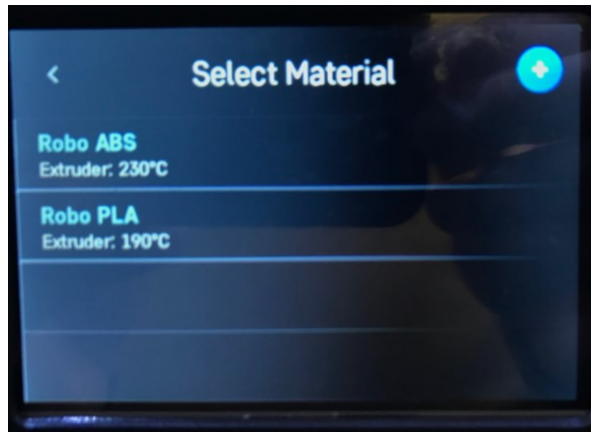 Select Material
Robo ABS
Extruder: 230°C
Robo PLA
Extruder: 190°C